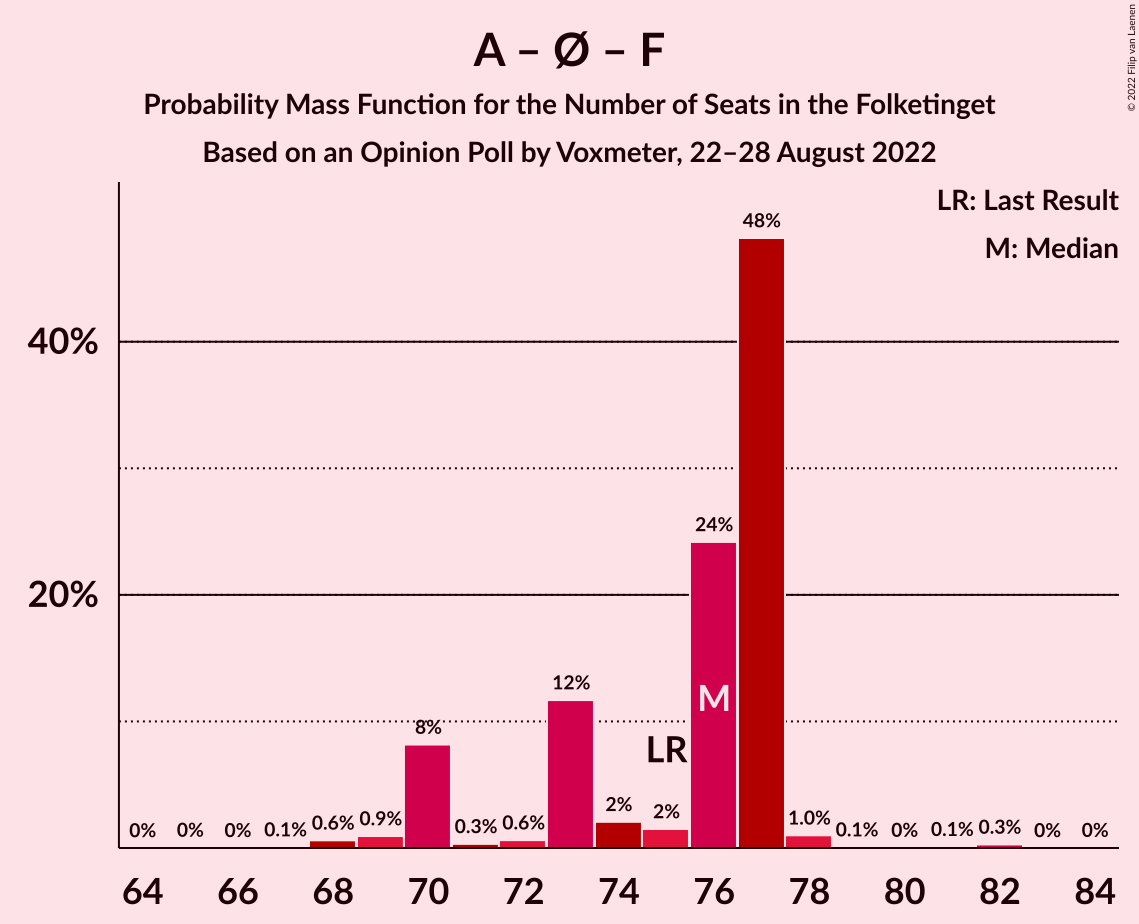 A – Ø – F
Probability Mass Function for the Number of Seats in the Folketinget
Based on an Opinion Poll by Voxmeter, 22–28 August 2022
© 2022 Filip van Laenen
LR: Last Result
M: Median
48%
40%
24%
20%
12%
M
8%
LR
0% 0% 0% 0.1% 0.6% 0.9% 0.3% 0.6% 2% 2% 1.0% 0.1% 0% 0.1% 0.3% 0% 0%
64 66 68 70 72 74 76 78 80 82 84